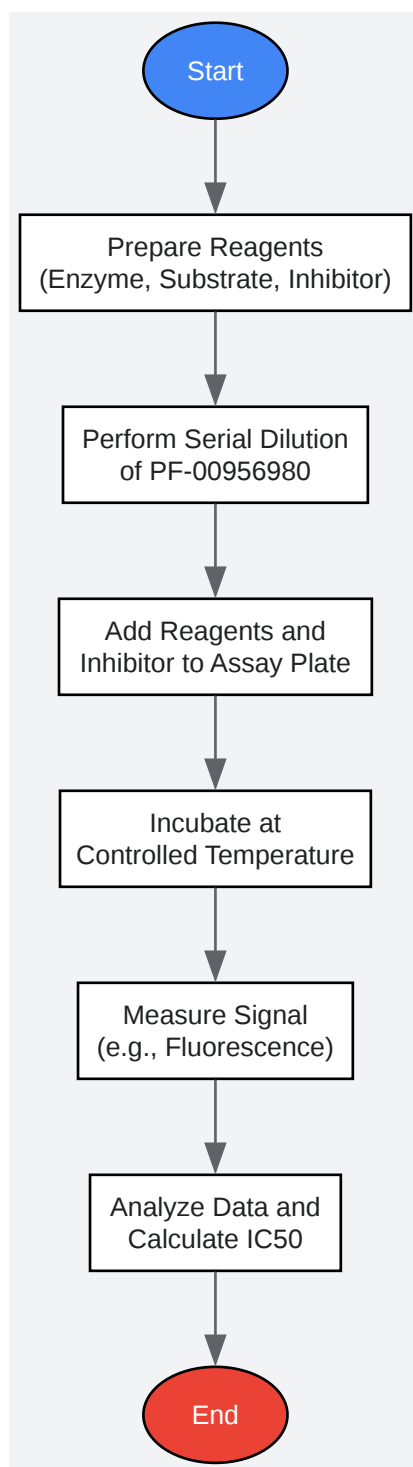 Start
Prepare Reagents
(Enzyme, Substrate, Inhibitor)
Perform Serial Dilution
of PF-00956980
Add Reagents and
Inhibitor to Assay Plate
Incubate at
Controlled Temperature
Measure Signal
(e.g., Fluorescence)
Analyze Data and
Calculate IC50
End